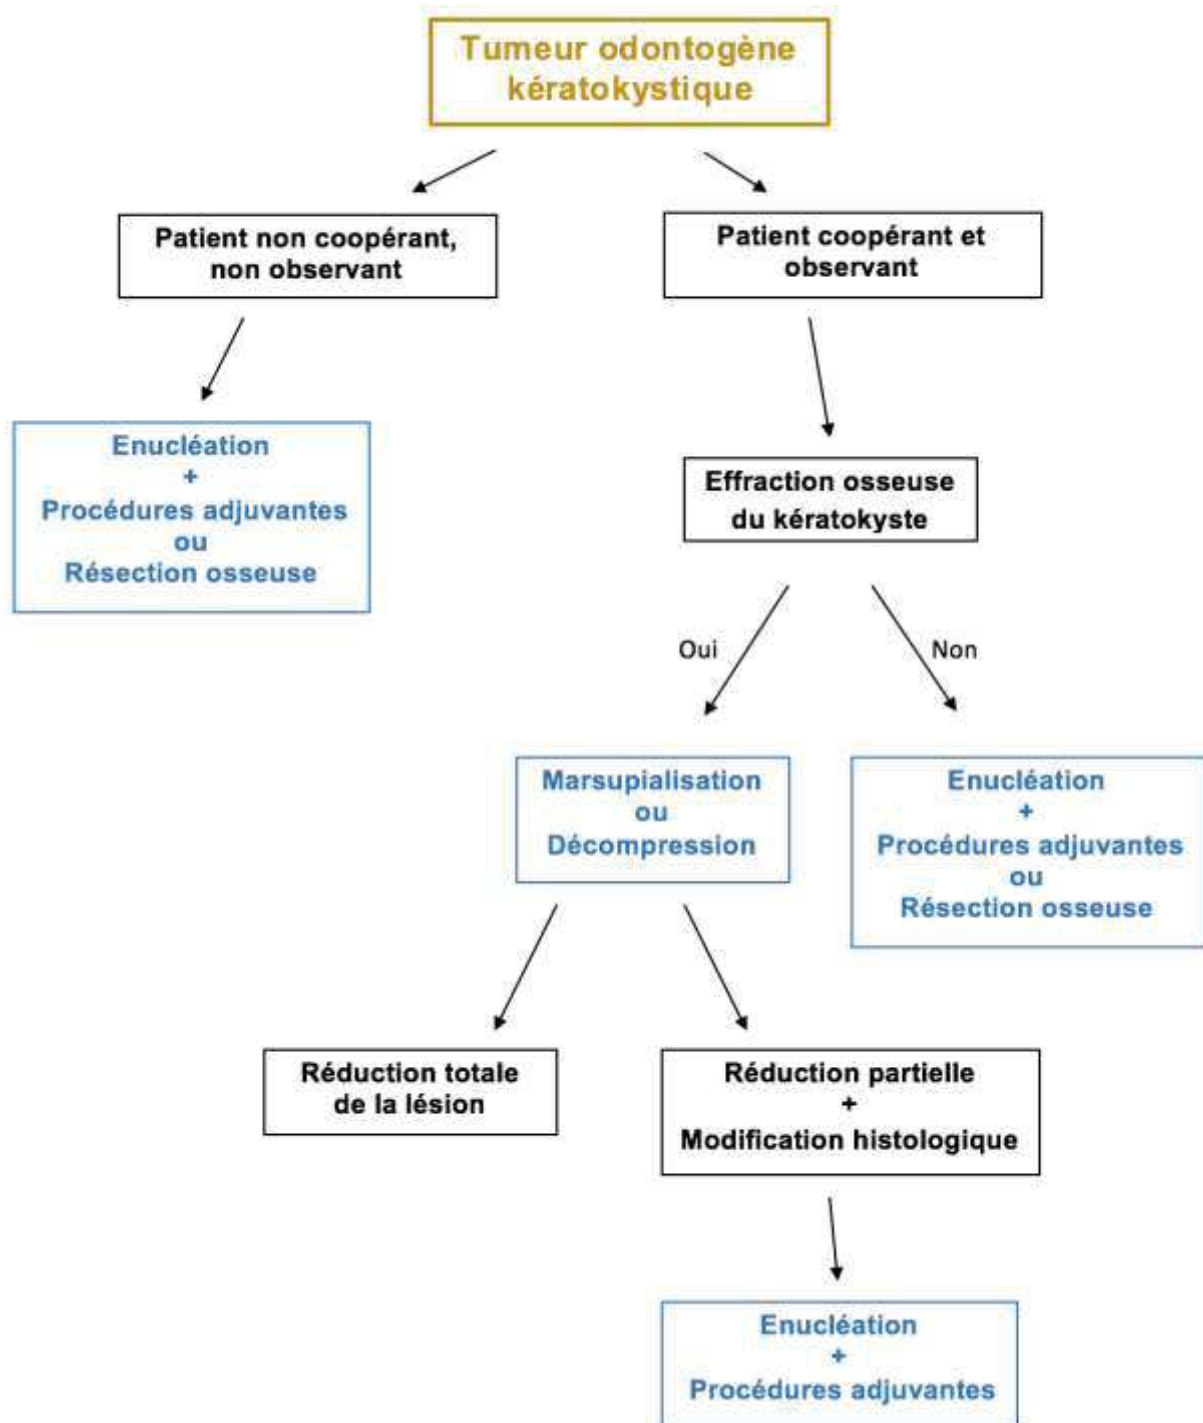 Tumeur odontogène
kératokystique
Patient non coopérant,
non observant
Patient coopérant et
observant
Enucléation
+
Procédures adjuvantes
ou
Résection osseuse
Effraction osseuse
du kératokyste
Oui
Non
Marsupialisation
ou
Décompression
Enucléation
+
Procédures adjuvantes
ou
Résection osseuse
Réduction totale
de la lésion
Réduction partielle
+
Modification histologique
Enucléation
+
Procédures adjuvantes